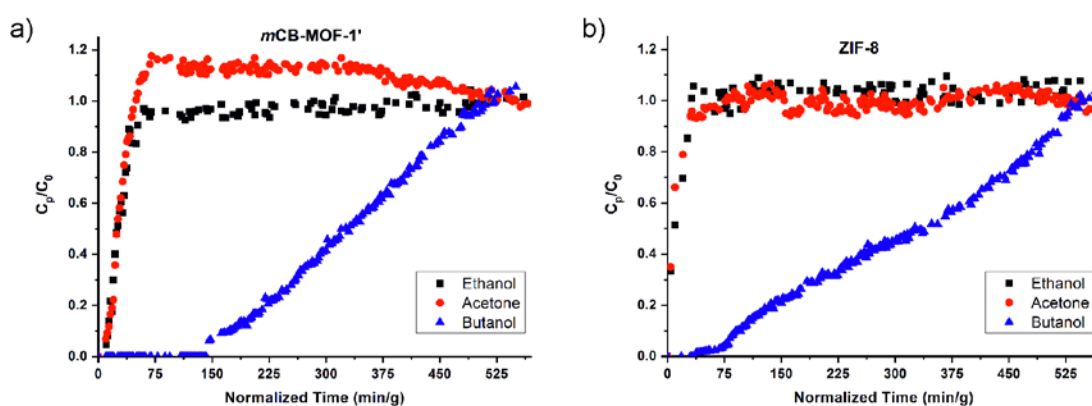 a)
mCB-MOF-1'
1.2
1.0
0.8
0.6
0.4
0.2
0.0
Cp/C0
Ethanol
Acetone
Butanol
0 75 150 225 300 375 450 525
Normalized Time (min/g)
b)
ZIF-8
1.2
1.0
0.8
0.6
0.4
0.2
0.0
Cp/C0
Ethanol
Acetone
Butanol
0 75 150 225 300 375 450 525
Normalized Time (min/g)